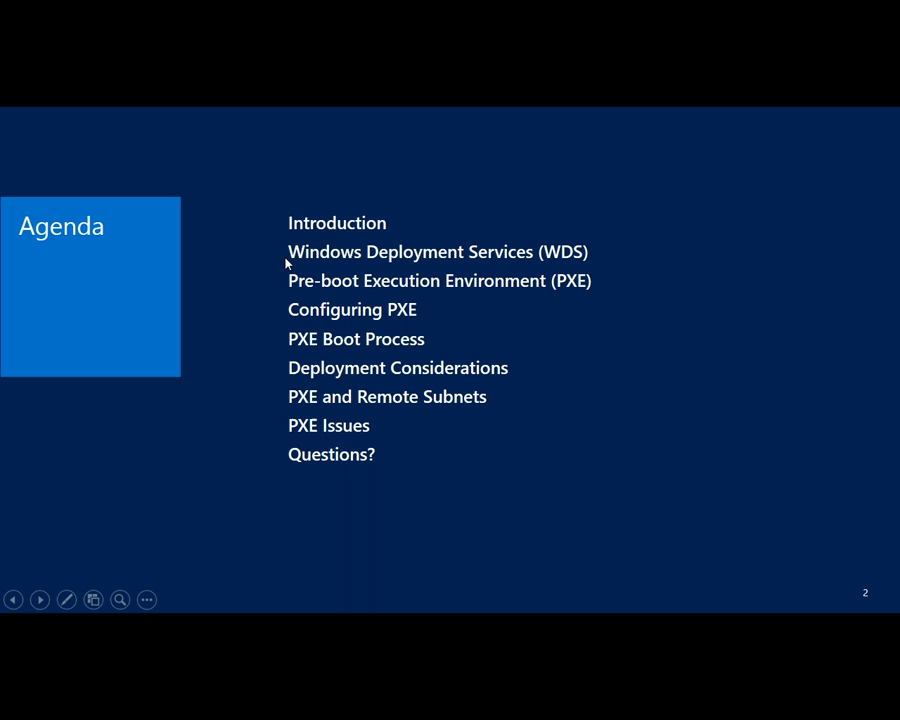 Agenda
Introduction
Windows Deployment Services (WDS)
Pre-boot Execution Environment (PXE)
Configuring PXE
PXE Boot Process
Deployment Considerations
PXE and Remote Subnets
PXE Issues
Questions?
2